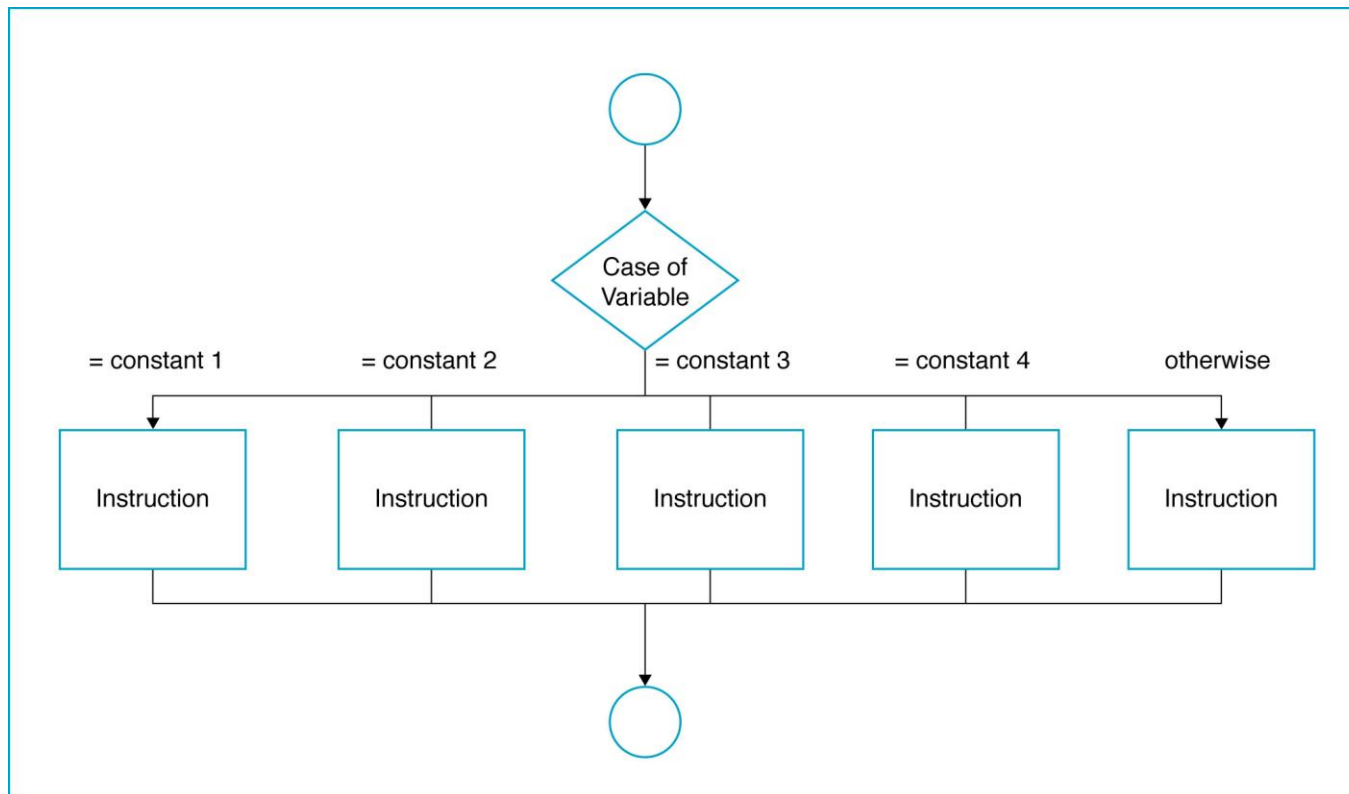 Case of
Variable
= constant 1
= constant 2
= constant 3
= constant 4
otherwise
Instruction
Instruction
Instruction
Instruction
Instruction